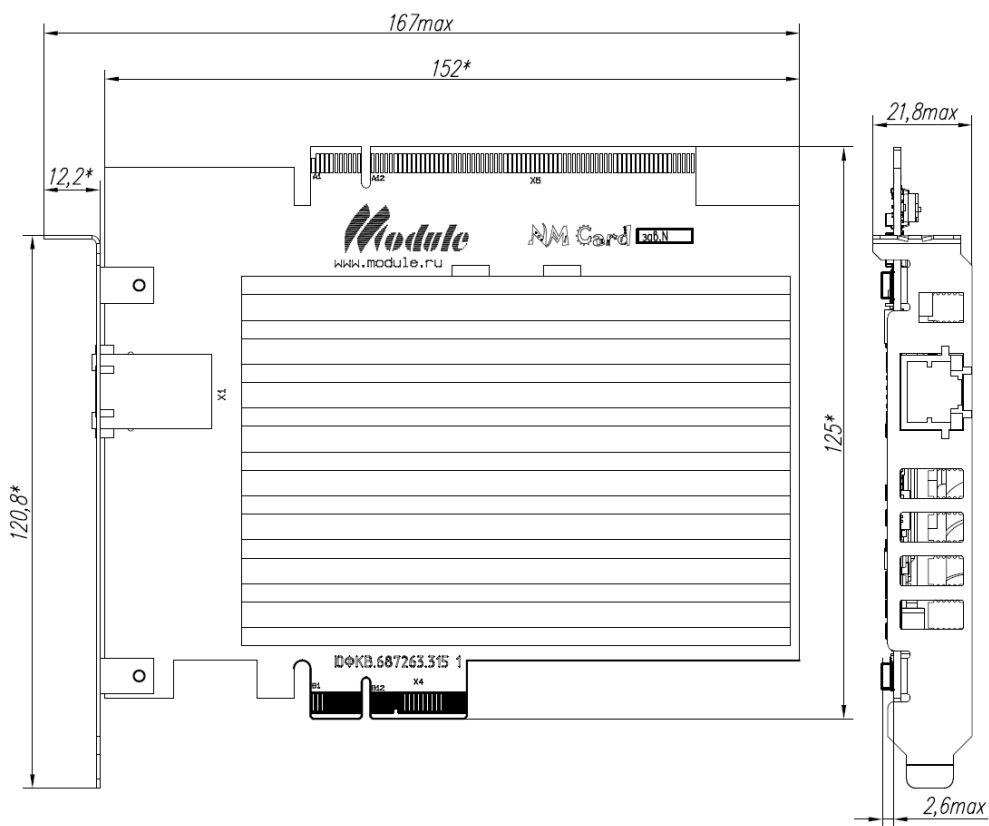 167max
152*
21,8max
12,2*
A1
A12
X5
Module
NM Card
зав.N
www.module.ru
X1
125*
120,8*
ЮФКВ.687263.315 1
B1
B12
X4
2,6max